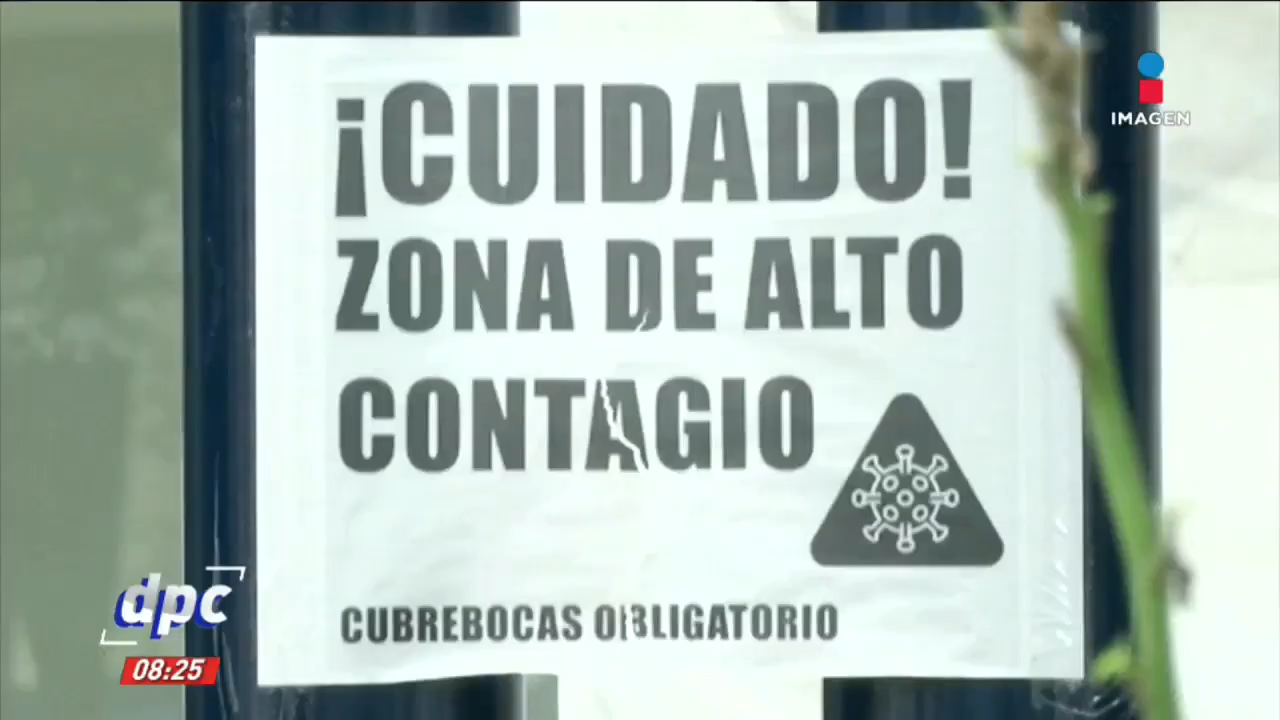 ¡CUIDADO!
ZONA DE ALTO
CONTAGIO
CUBREBOCAS OBLIGATORIO
IMAGEN
dpc
08:25